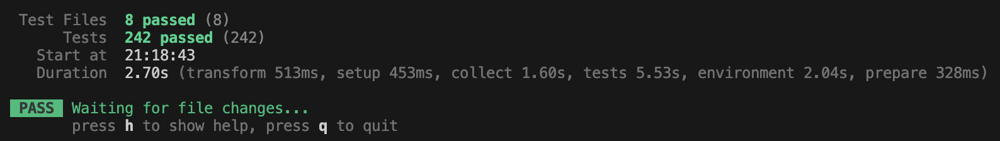 Test Files 8 passed (8)
Tests 242 passed (242)
Start at 21:18:43
Duration 2.70s (transform 513ms, setup 453ms, collect 1.60s, tests 5.53s, environment 2.04s, prepare 328ms)
PASS Waiting for file changes...
press h to show help, press q to quit